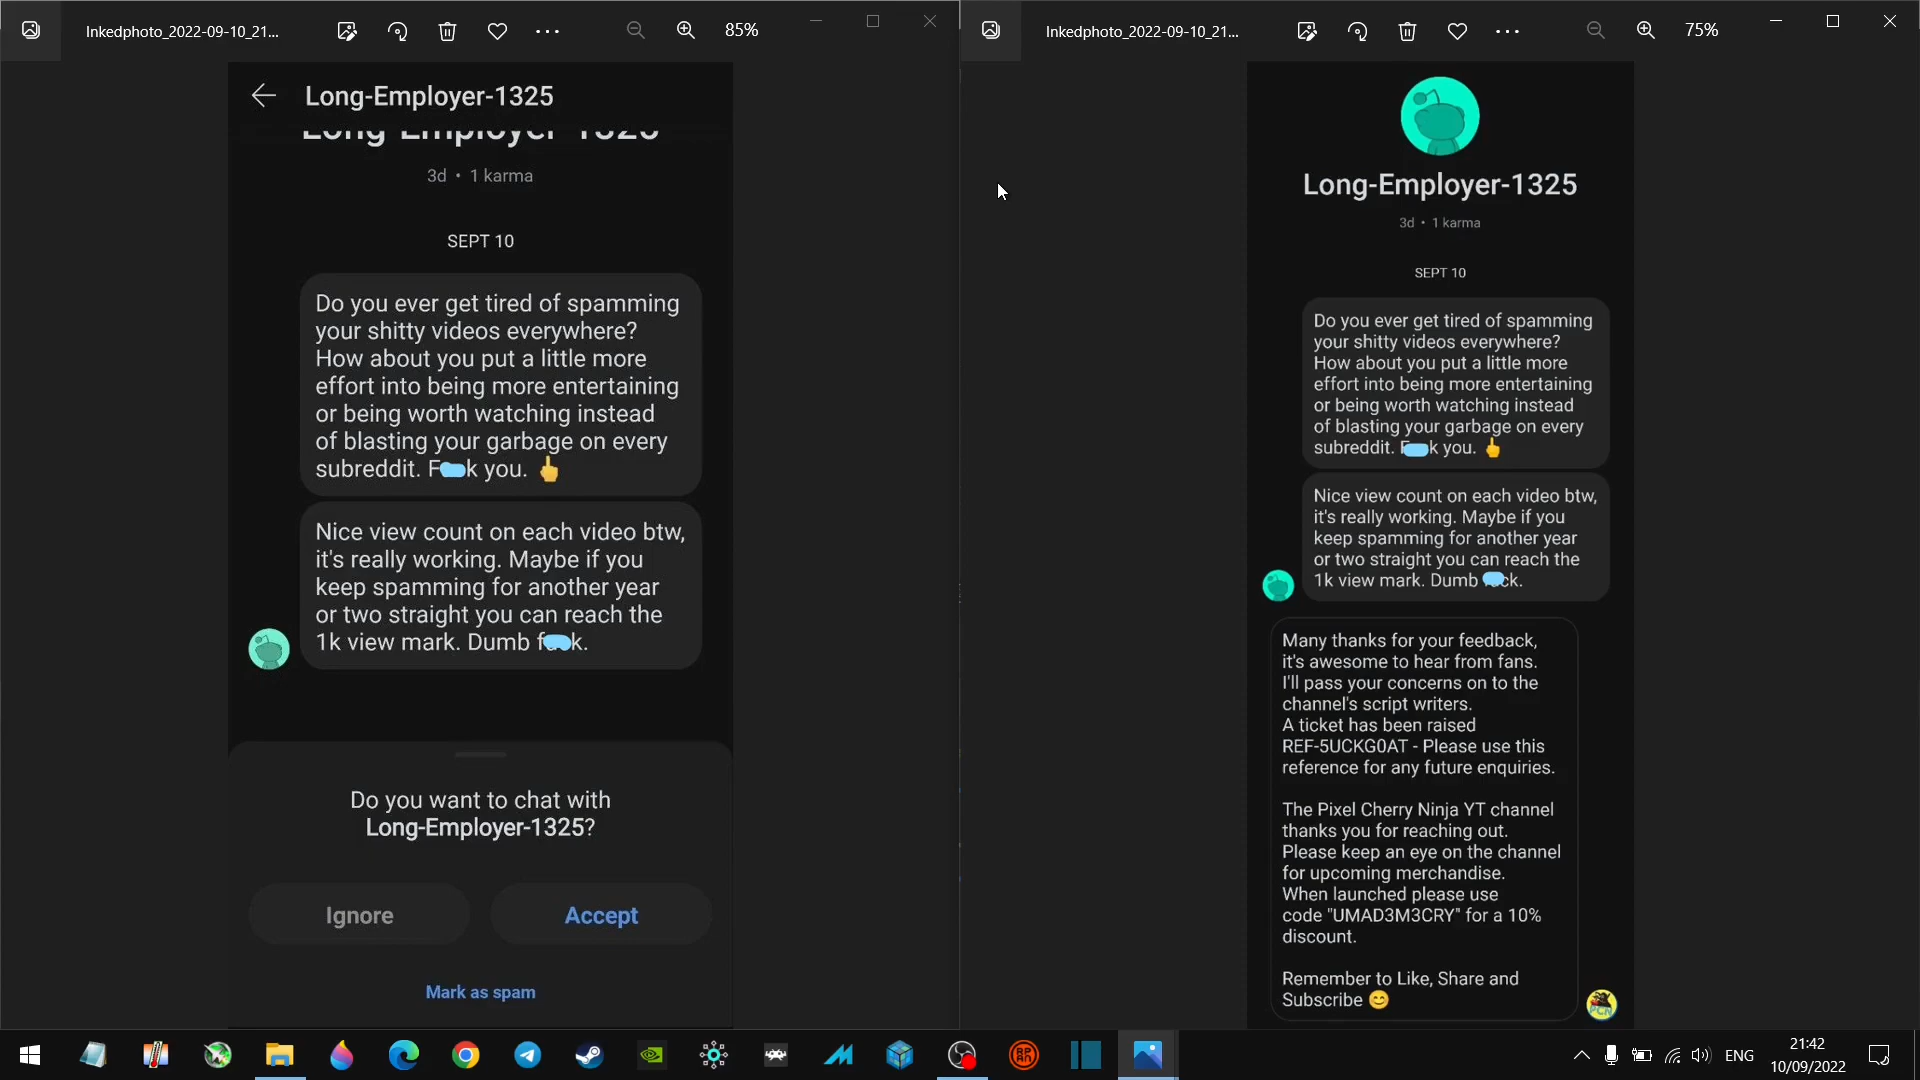 Inkedphoto_2022-09-10_21...
85%
Long-Employer-1325
Long-Employer-1325
3d • 1 karma
SEPT 10
Do you ever get tired of spamming
your shitty videos everywhere?
How about you put a little more
effort into being more entertaining
or being worth watching instead
of blasting your garbage on every
subreddit. F k you. 🖕
Nice view count on each video btw,
it's really working. Maybe if you
keep spamming for another year
or two straight you can reach the
1k view mark. Dumb f k.
Do you want to chat with
Long-Employer-1325?
Ignore
Accept
Mark as spam
Inkedphoto_2022-09-10_21...
75%
Long-Employer-1325
3d • 1 karma
SEPT 10
Do you ever get tired of spamming
your shitty videos everywhere?
How about you put a little more
effort into being more entertaining
or being worth watching instead
of blasting your garbage on every
subreddit. F k you. 🖕
Nice view count on each video btw,
it's really working. Maybe if you
keep spamming for another year
or two straight you can reach the
1k view mark. Dumb f ck.
Many thanks for your feedback,
it's awesome to hear from fans.
I'll pass your concerns on to the
channel's script writers.
A ticket has been raised
REF-5UCKG0AT - Please use this
reference for any future enquiries.
The Pixel Cherry Ninja YT channel
thanks you for reaching out.
Please keep an eye on the channel
for upcoming merchandise.
When launched please use
code "UMAD3M3CRY" for a 10%
discount.
Remember to Like, Share and
Subscribe 😊
PCN
ENG
21:42
10/09/2022